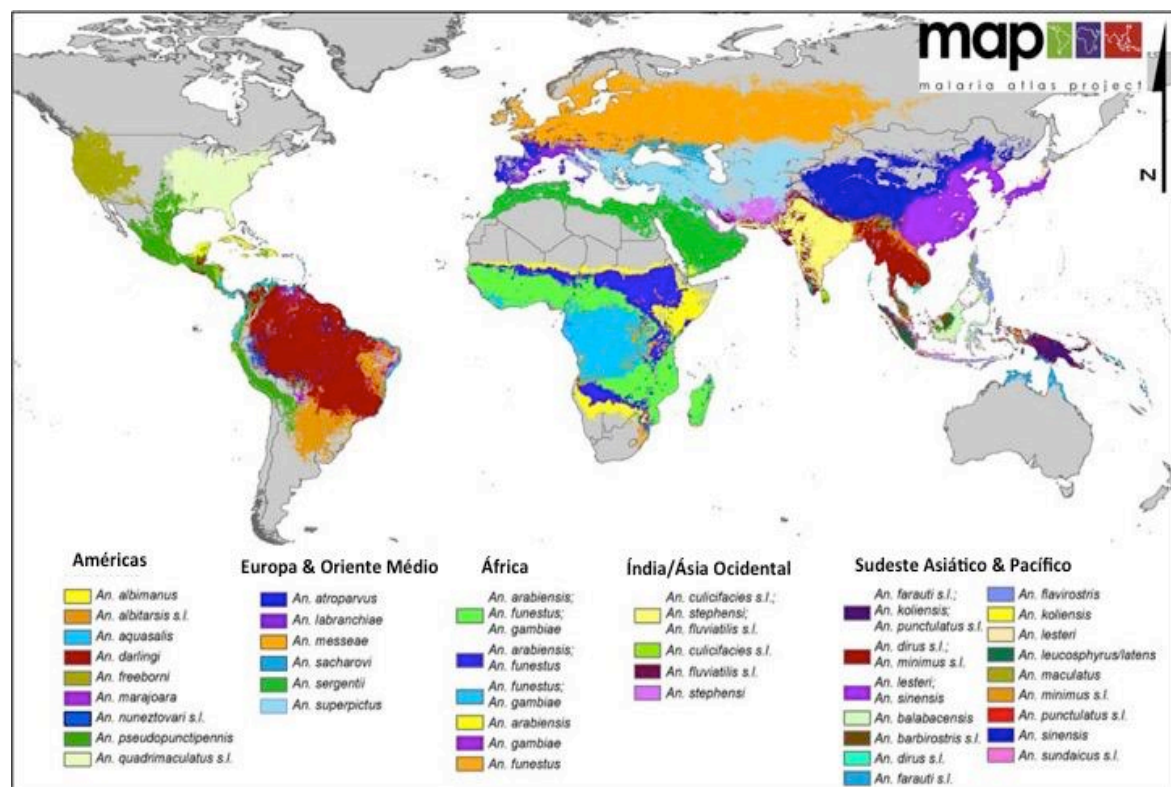 map
malaria atlas project
N
Américas
An. albimanus
An. albitarsis s.l.
An. aquasalis
An. darlingi
An. freeborni
An. marajoara
An. nuneztovari s.l.
An. pseudopunctipennis
An. quadrimaculatus s.l.
Europa & Oriente Médio
An. atroparvus
An. labranchiae
An. messeae
An. sacharovi
An. sergentii
An. superpictus
África
An. arabiensis;
An. funestus;
An. gambiae
An. arabiensis;
An. funestus
An. funestus;
An. gambiae
An. arabiensis
An. gambiae
An. funestus
Índia/Ásia Ocidental
An. culicifacies s.l.;
An. stephensi;
An. fluviatilis s.l.
An. culicifacies s.l.
An. fluviatilis s.l.
An. stephensi
Sudeste Asiático & Pacífico
An. farauti s.l.;
An. koliensis;
An. punctulatus s.l.
An. dirus s.l.;
An. minimus s.l.
An. lesteri;
An. sinensis
An. balabacensis
An. barbirostris s.l.
An. dirus s.l.
An. farauti s.l.
An. flavirostris
An. koliensis
An. lesteri
An. leucosphyrus/latens
An. maculatus
An. minimus s.l.
An. punctulatus s.l.
An. sinensis
An. sundaicus s.l.